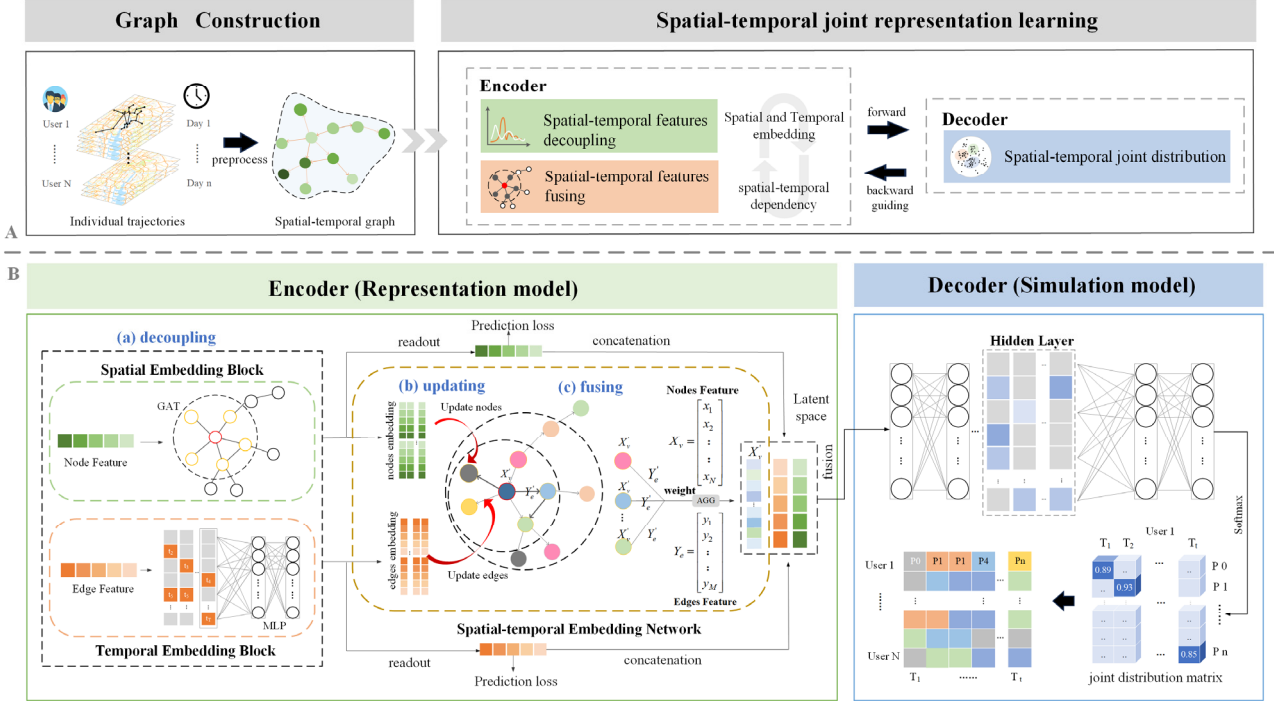 Graph Construction
Spatial-temporal joint representation learning
User 1
User N
Day 1
Day n
Individual trajectories
preprocess
Spatial-temporal graph
Encoder
Spatial-temporal features
decoupling
Spatial-temporal features
fusing
Spatial and Temporal
embedding
spatial-temporal
dependency
forward
backward
guiding
Decoder
Spatial-temporal joint distribution
A
B
Encoder (Representation model)
Decoder (Simulation model)
(a) decoupling
Spatial Embedding Block
GAT
Node Feature
Edge Feature
MLP
Temporal Embedding Block
readout
Prediction loss
concatenation
(b) updating
(c) fusing
nodes embedding
Update nodes
edges embedding
Update edges
Nodes Feature
weight
AGG
Edges Feature
Latent
space
fusion
Spatial-temporal Embedding Network
readout
concatenation
Prediction loss
Hidden Layer
Softmax
User 1
T1 T2 ... Tt
0.89
0.93
0.85
P 0
P 1
P n
joint distribution matrix
User 1
P0 P1 P1 P4 ... Pn
User N
T1 ...... Tt